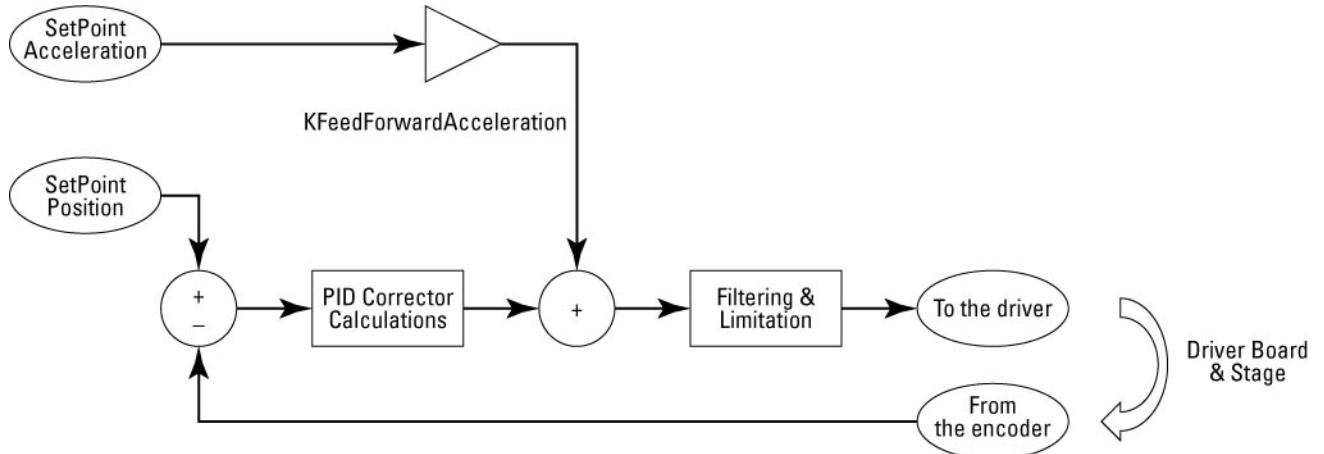 SetPoint
Acceleration
KFeedForwardAcceleration
SetPoint
Position
+
–
PID Corrector
Calculations
+
Filtering &
Limitation
To the driver
Driver Board
& Stage
From
the encoder